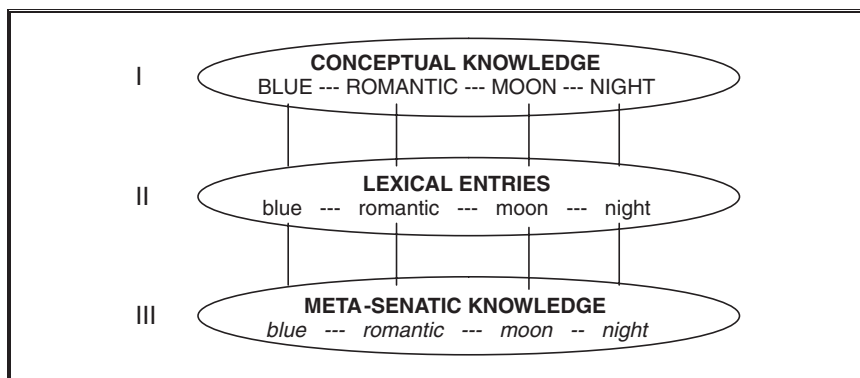 I
CONCEPTUAL KNOWLEDGE
BLUE --- ROMANTIC --- MOON --- NIGHT
II
LEXICAL ENTRIES
blue --- romantic --- moon --- night
III
META-SENATIC KNOWLEDGE
blue --- romantic --- moon -- night